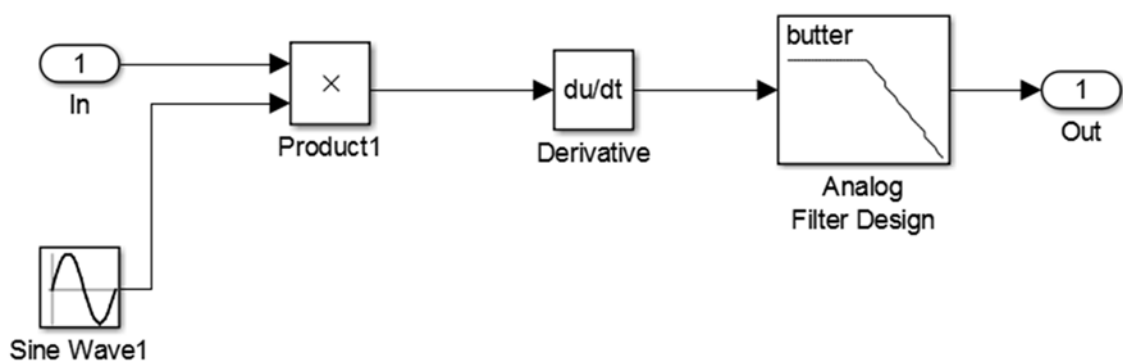 1
In
×
Product1
du/dt
Derivative
butter
Analog
Filter Design
1
Out
Sine Wave1